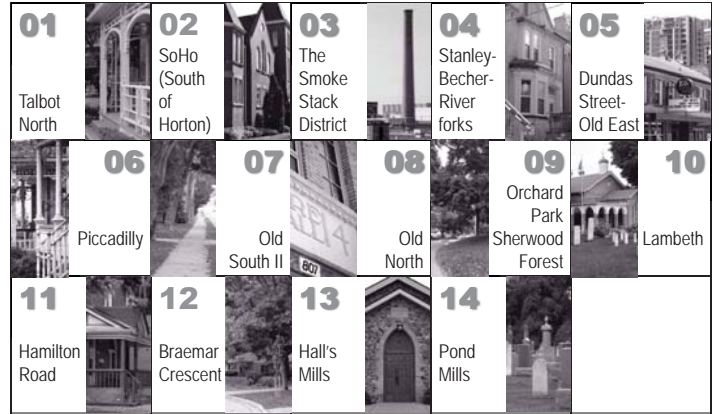 01
Talbot
North
02
SoHo
(South
of
Horton)
03
The
Smoke
Stack
District
04
Stanley-
Becher-
River
forks
05
Dundas
Street-
Old East
06
Piccadilly
07
Old
South II
08
Old
North
807
09
Orchard
Park
Sherwood
Forest
10
Lambeth
11
Hamilton
Road
12
Braemar
Crescent
13
Hall's
Mills
14
Pond
Mills